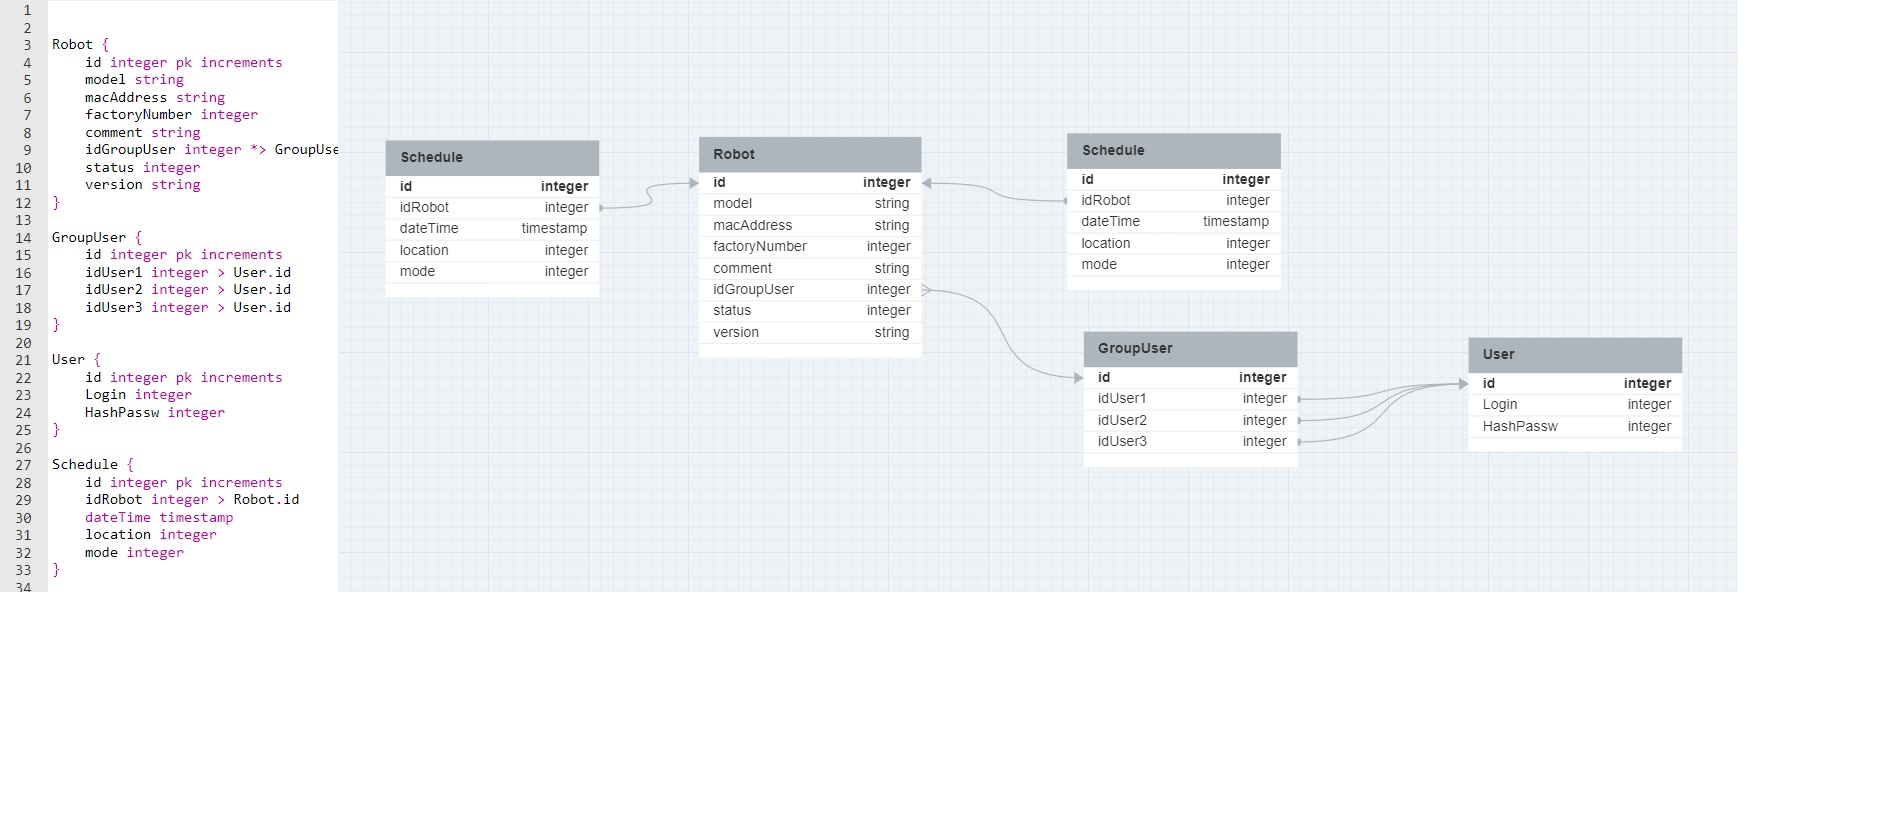 1
2
3 Robot {
4 id integer pk increments
5 model string
6 macAddress string
7 factoryNumber integer
8 comment string
9 idGroupUser integer *> GroupUse
10 status integer
11 version string
12 }
13
14 GroupUser {
15 id integer pk increments
16 idUser1 integer > User.id
17 idUser2 integer > User.id
18 idUser3 integer > User.id
19 }
20
21 User {
22 id integer pk increments
23 Login integer
24 HashPassw integer
25 }
26
27 Schedule {
28 id integer pk increments
29 idRobot integer > Robot.id
30 dateTime timestamp
31 location integer
32 mode integer
33 }
34
Schedule
id integer
idRobot integer
dateTime timestamp
location integer
mode integer
Robot
id integer
model string
macAddress string
factoryNumber integer
comment string
idGroupUser integer
status integer
version string
Schedule
id integer
idRobot integer
dateTime timestamp
location integer
mode integer
GroupUser
id integer
idUser1 integer
idUser2 integer
idUser3 integer
User
id integer
Login integer
HashPassw integer